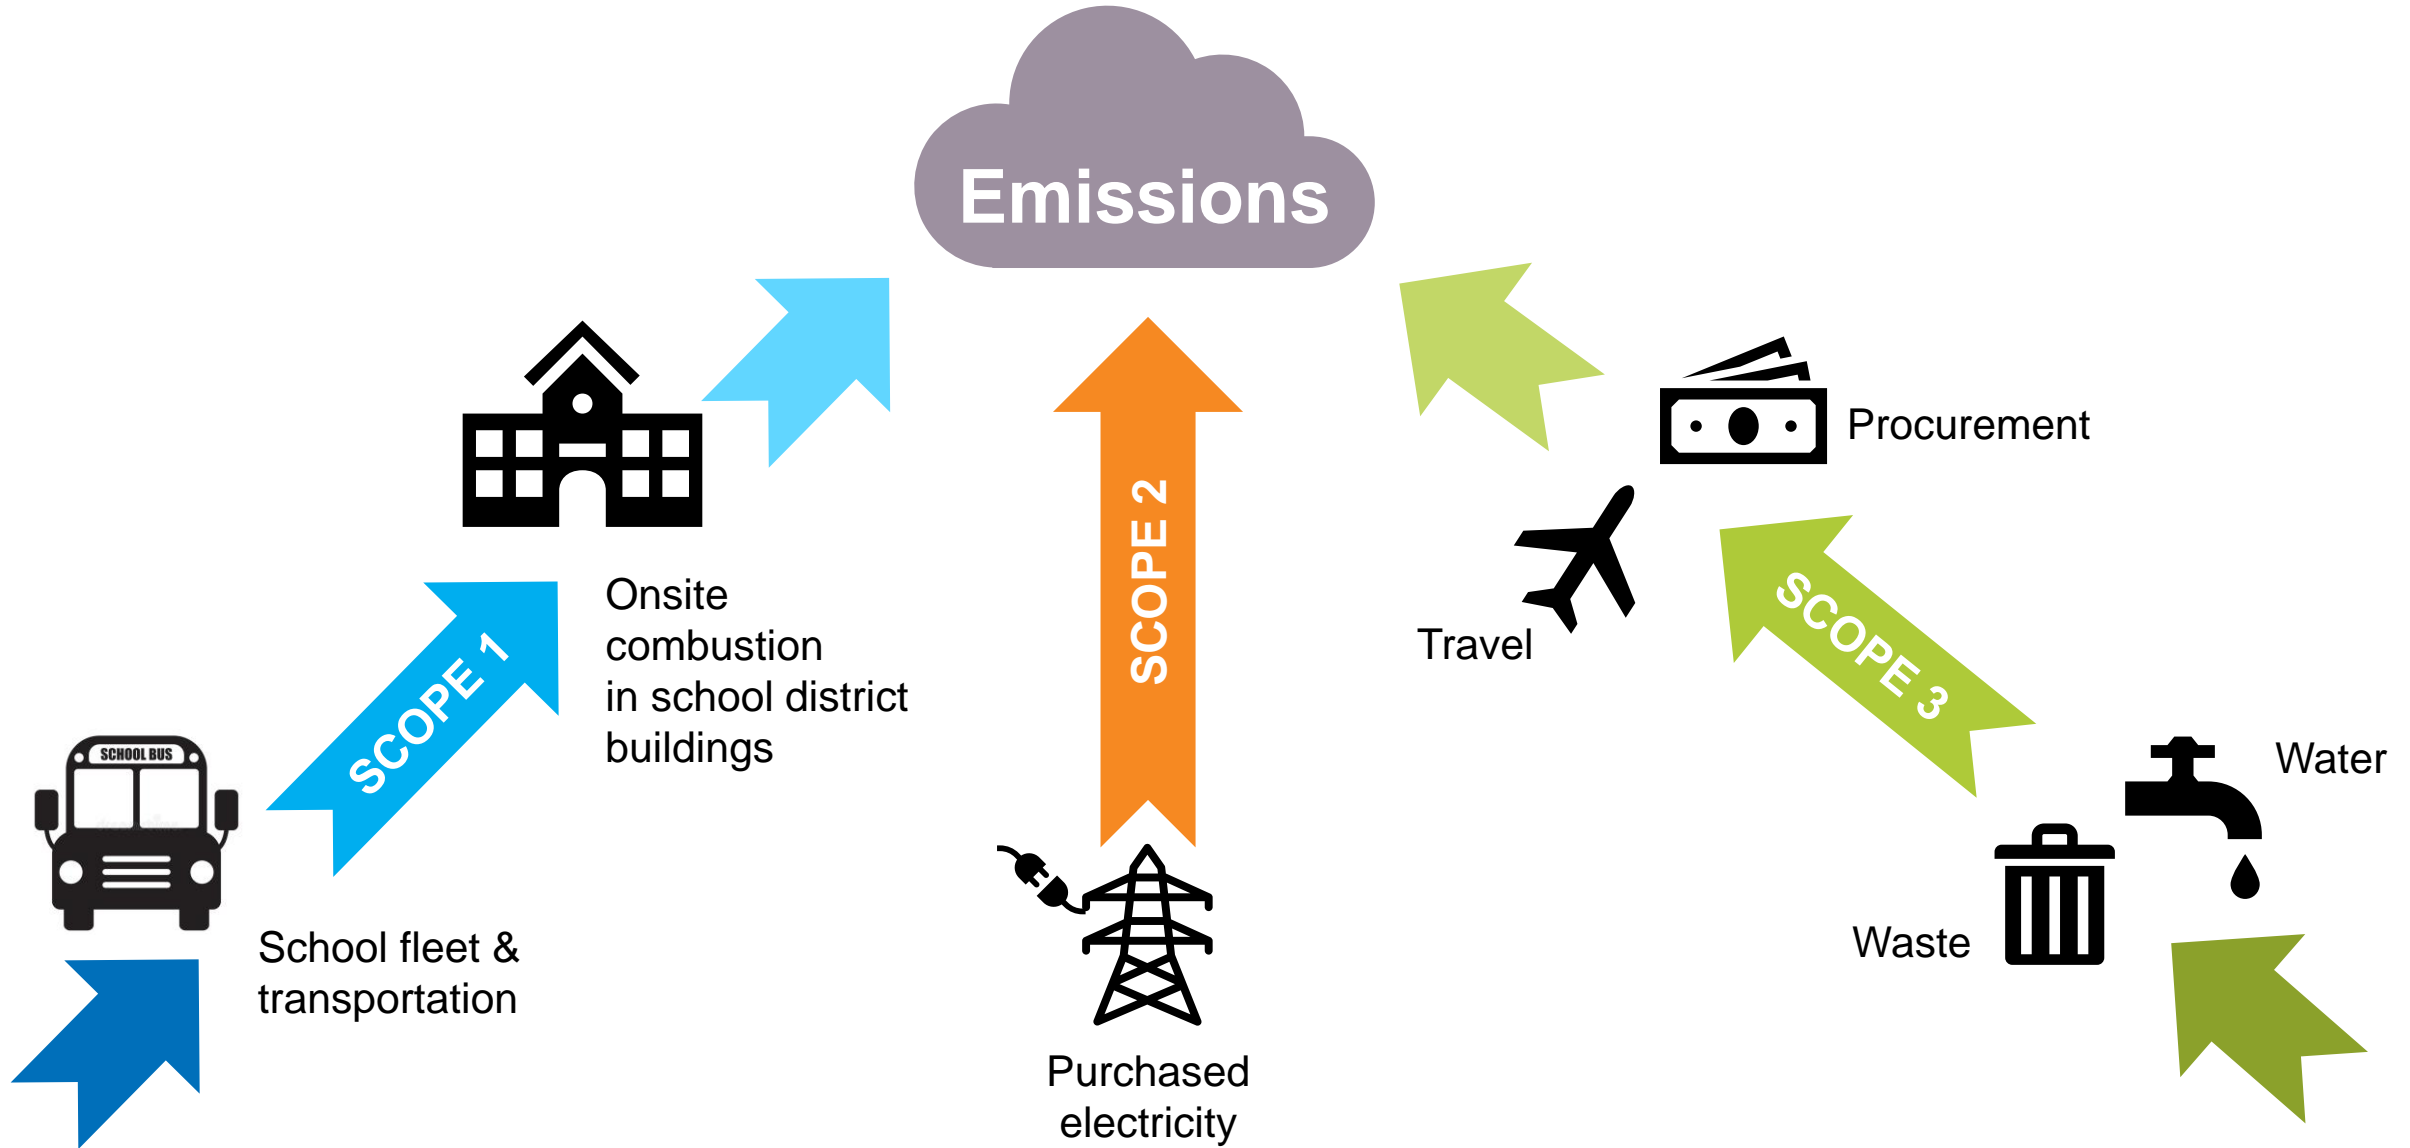 Emissions
SCOPE 1
SCHOOL BUS
School fleet &
transportation
Onsite
combustion
in school district
buildings
SCOPE 2
Purchased
electricity
Procurement
Travel
SCOPE 3
Water
Waste